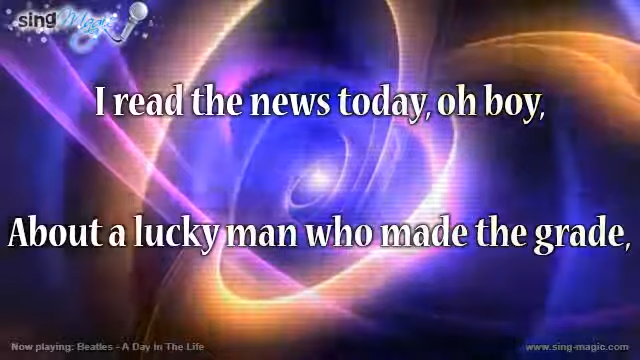 sing Magic
I read the news today, oh boy,
About a lucky man who made the grade,
Now playing: Beatles - A Day In The Life
www.sing-magic.com